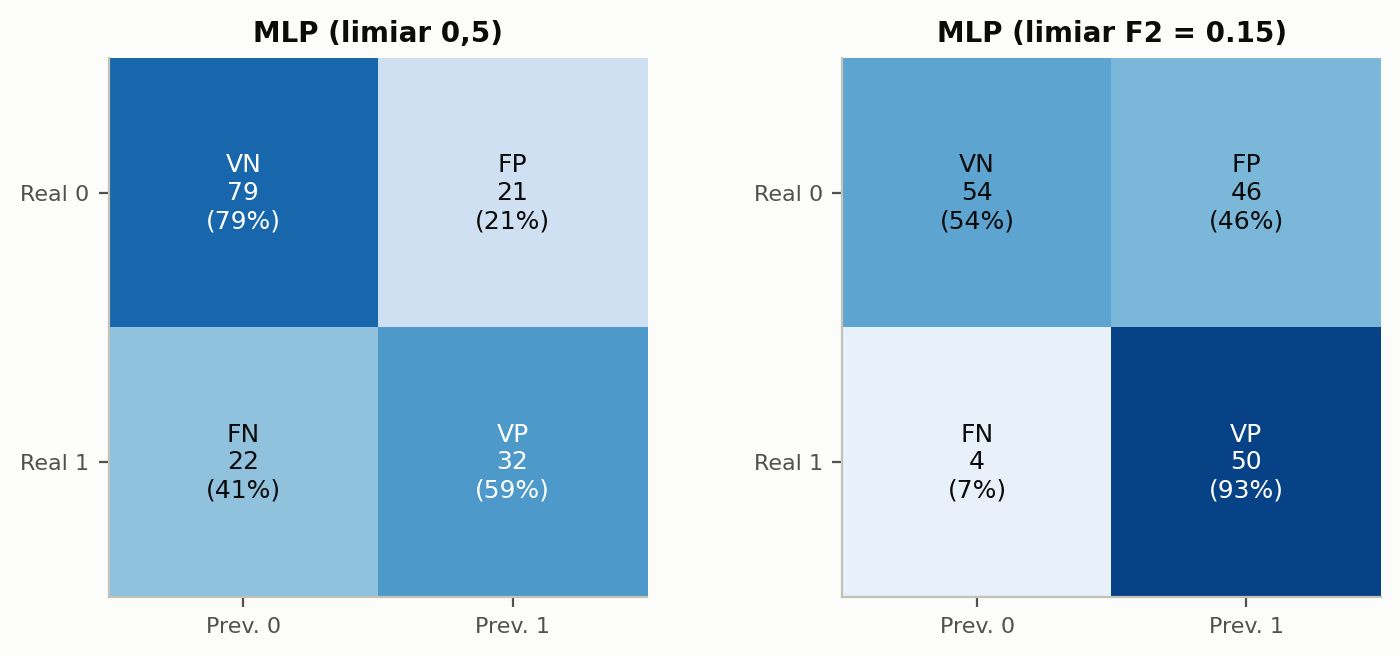 MLP (limiar 0,5)
Real 0
VN
79
(79%)
FP
21
(21%)
Real 1
FN
22
(41%)
VP
32
(59%)
Prev. 0
Prev. 1
MLP (limiar F2 = 0.15)
Real 0
VN
54
(54%)
FP
46
(46%)
Real 1
FN
4
(7%)
VP
50
(93%)
Prev. 0
Prev. 1